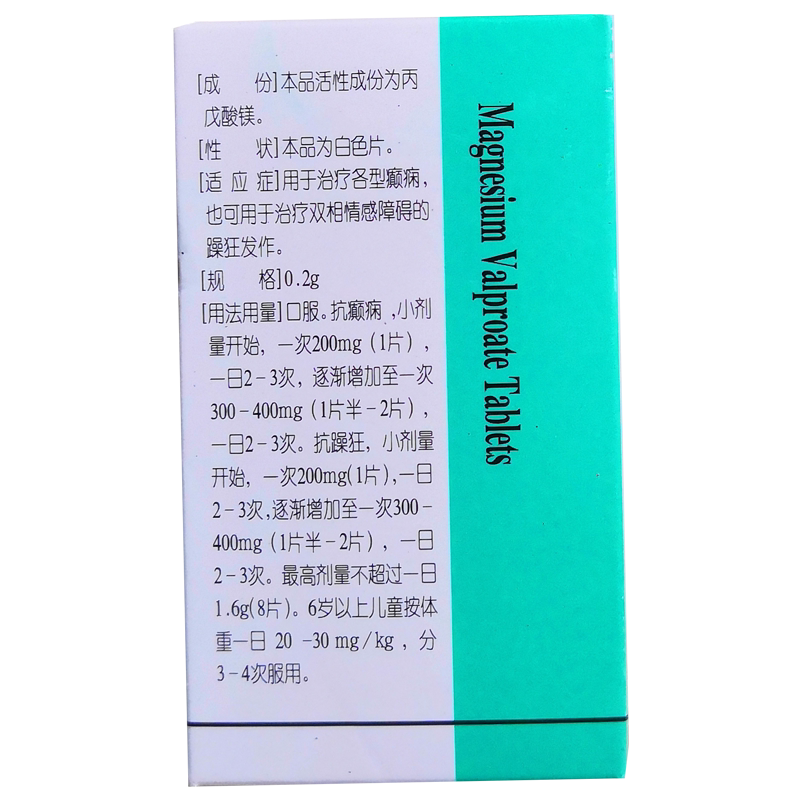 [成 份]本品活性成份为丙
戊酸镁。
[性 状]本品为白色片。
[适应症]用于治疗各型癫痫，
也可用于治疗双相情感障碍的
躁狂发作。
[规 格]0.2g
[用法用量]口服。抗癫痫，小剂
量开始，一次200mg（1片），
一日2-3次，逐渐增加至一次
300-400mg（1片半-2片），
一日2-3次。抗躁狂，小剂量
开始，一次200mg(1片),一日
2-3次,逐渐增加至一次300-
400mg（1片半-2片），一日
2-3次。最高剂量不超过一日
1.6g(8片)。6岁以上儿童按体
重一日 20 -30 mg/kg ，分
3-4次服用。
Magnesium Valproate Tablets